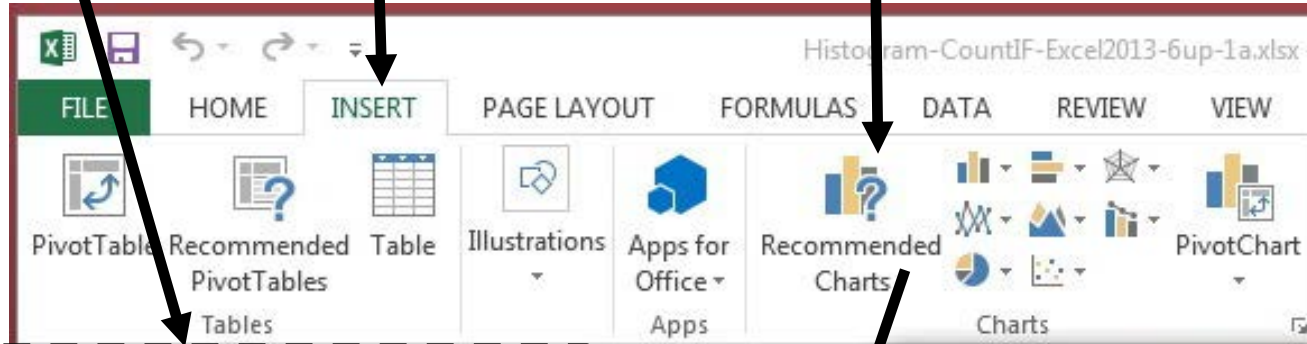 Histogram-CountIF-Excel2013-6up-1a.xlsx
FILE HOME INSERT PAGE LAYOUT FORMULAS DATA REVIEW VIEW
PivotTable Recommended PivotTables Table Illustrations Apps for Office Recommended Charts PivotChart
Tables Apps Charts